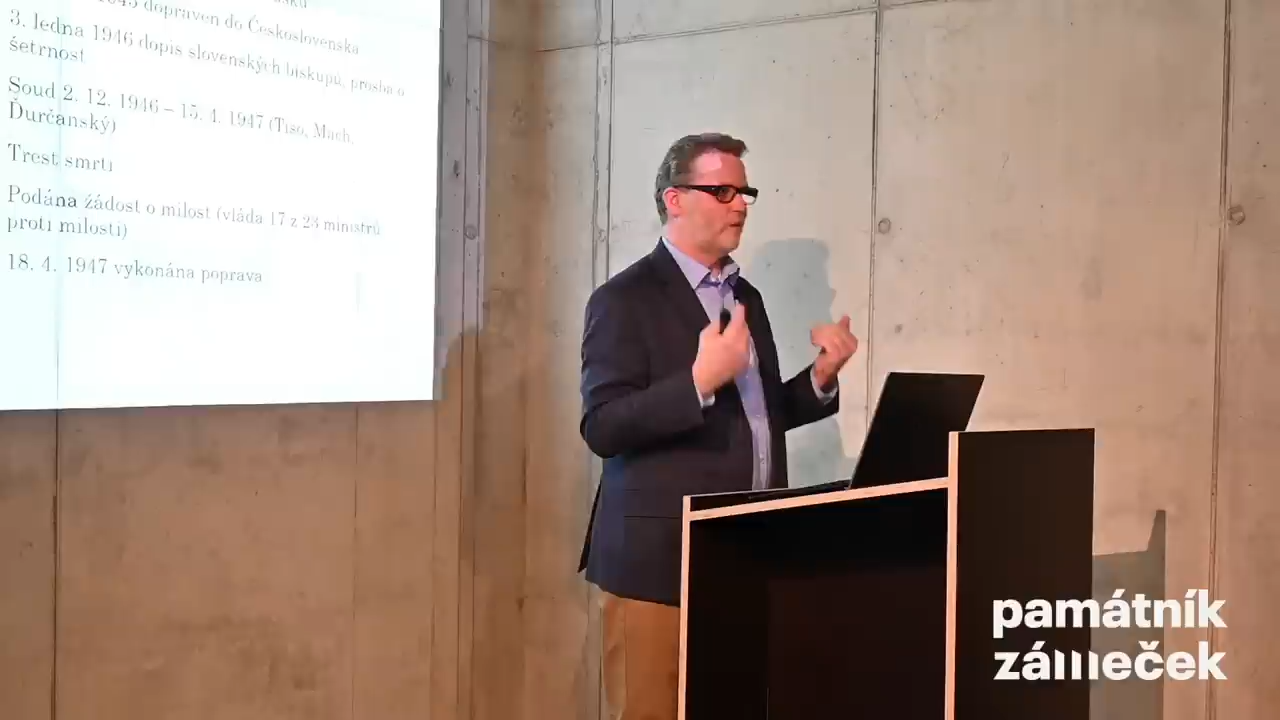 dopraven do Československa
3. ledna 1946 dopis slovenských biskupů, prosba o
šetrnost
Soud 2. 12. 1946 – 15. 4. 1947 (Tiso, Mach,
Ďurčanský)
Trest smrti
Podána žádost o milost (vláda 17 z 23 ministrů
proti milosti)
18. 4. 1947 vykonána poprava
památník
zámeček